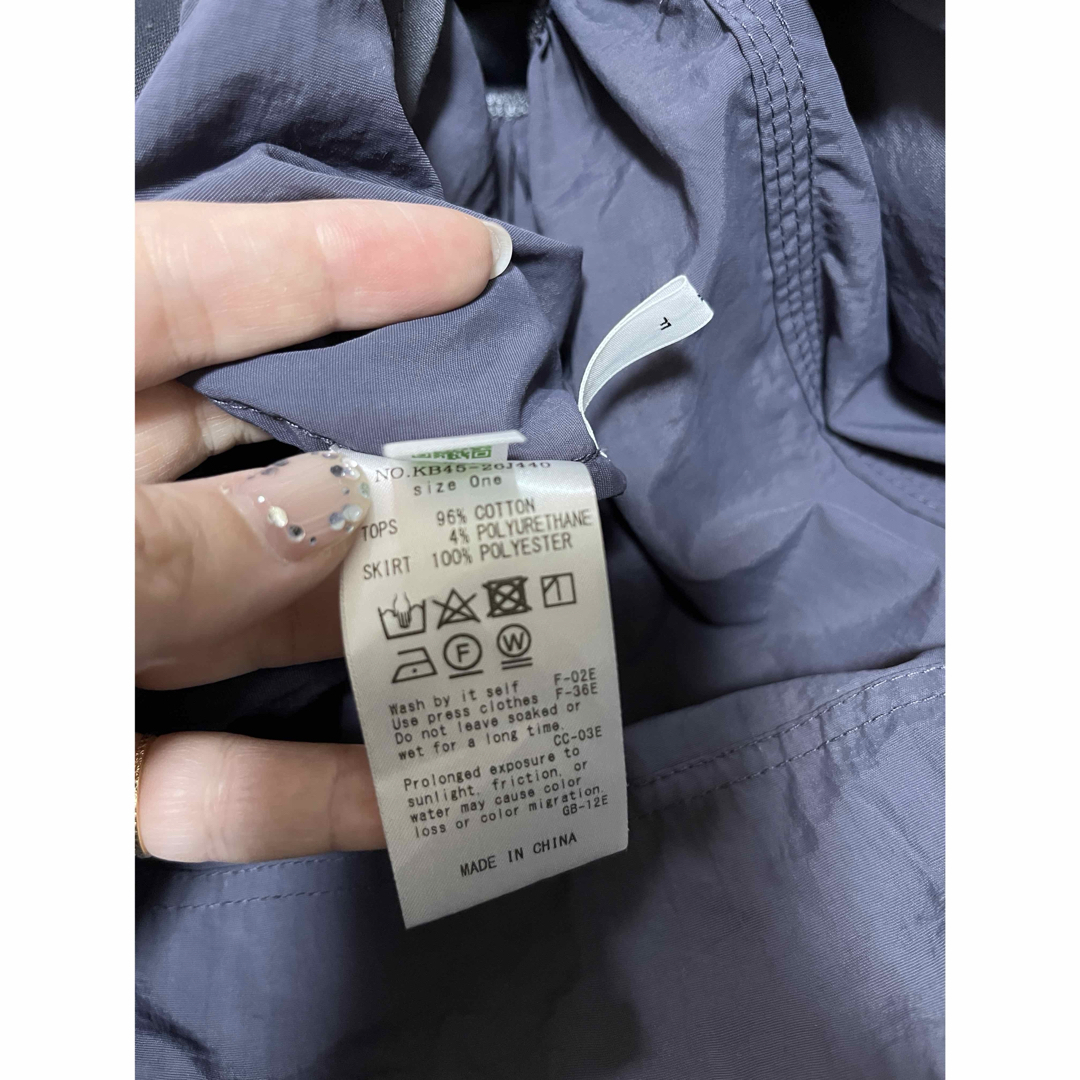 NO.KB45-26J440
size One
TOPS 96% COTTON
4% POLYURETHANE
SKIRT 100% POLYESTER
F
W
Wash by it self F-02E
Use press clothes F-36E
Do not leave soaked or
wet for a long time.
CC-03E
Prolonged exposure to
sunlight, friction, or
water may cause color
loss or color migration.
GB-12E
MADE IN CHINA